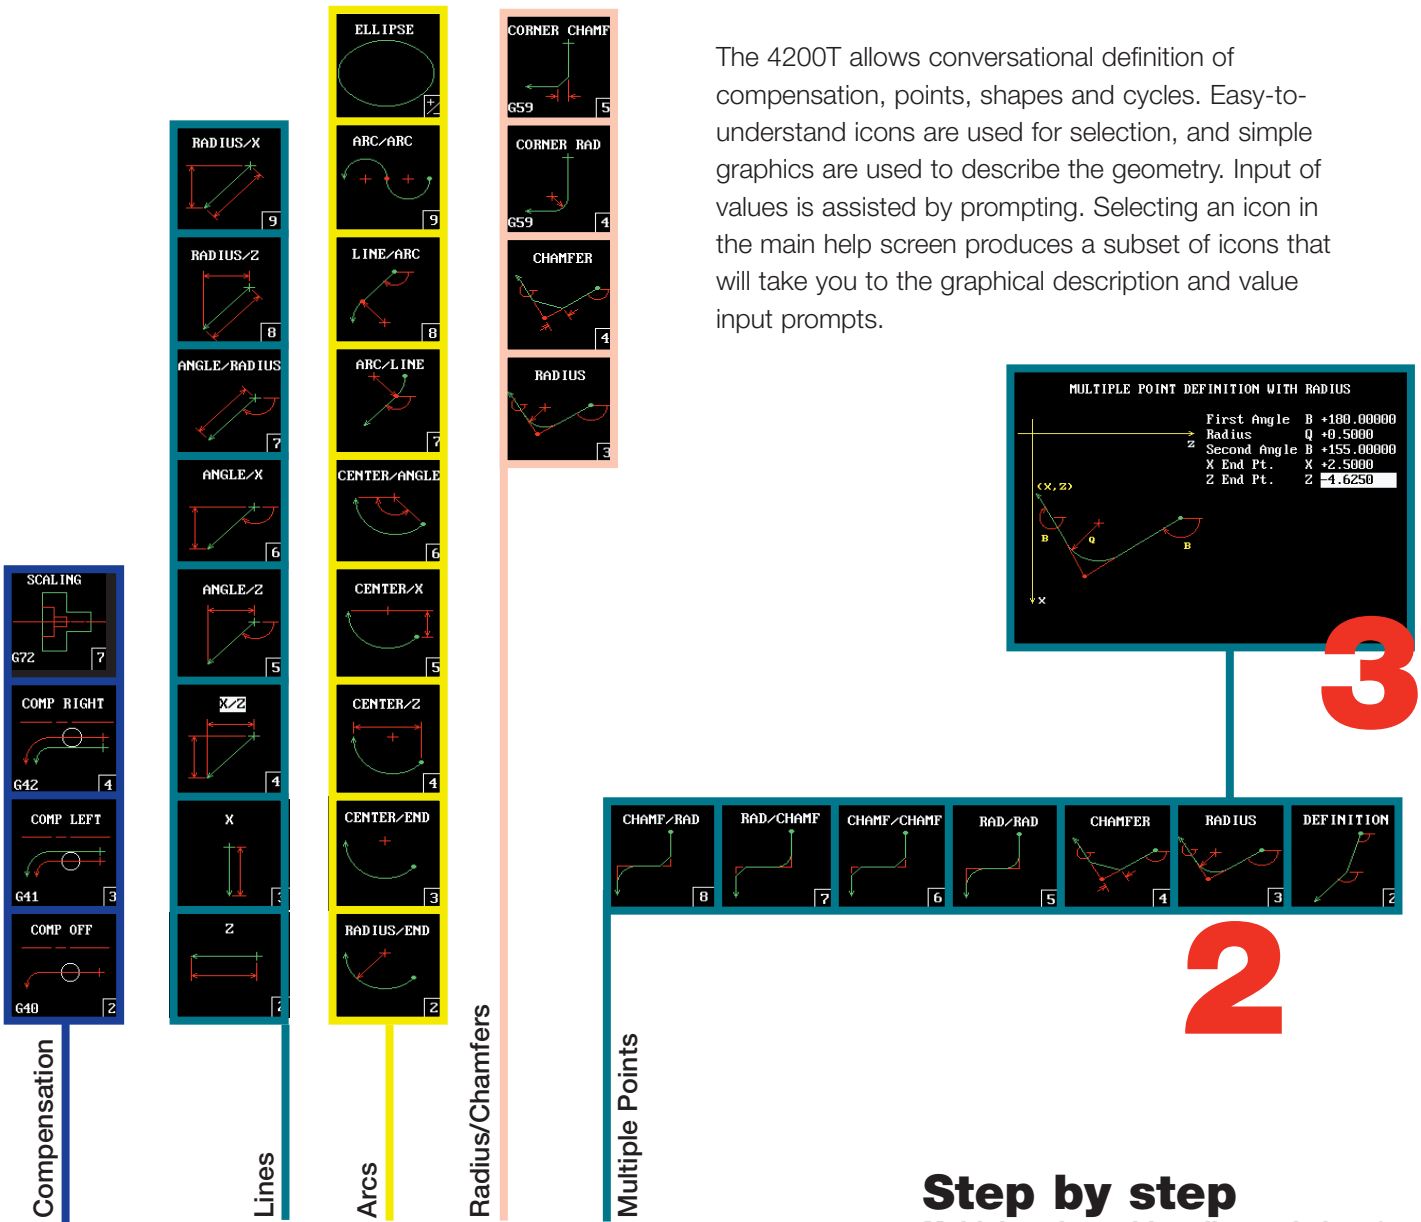 The 4200T allows conversational definition of
compensation, points, shapes and cycles. Easy-to-
understand icons are used for selection, and simple
graphics are used to describe the geometry. Input of
values is assisted by prompting. Selecting an icon in
the main help screen produces a subset of icons that
will take you to the graphical description and value
input prompts.
SCALING
G72 7
COMP RIGHT
G42 4
COMP LEFT
G41 3
COMP OFF
G40 2
Compensation
RADIUS/X
9
RADIUS/Z
8
ANGLE/RADIUS
7
ANGLE/X
6
ANGLE/Z
5
X/Z
4
X
3
Z
2
Lines
ELLIPSE
+/-
ARC/ARC
9
LINE/ARC
8
ARC/LINE
7
CENTER/ANGLE
6
CENTER/X
5
CENTER/Z
4
CENTER/END
3
RADIUS/END
2
Arcs
CORNER CHAMF
G59 5
CORNER RAD
G59 4
CHAMFER
4
RADIUS
3
Radius/Chamfers
MULTIPLE POINT DEFINITION WITH RADIUS
First Angle B +180.00000
Radius Q +0.5000
Second Angle B +155.00000
X End Pt. X +2.5000
Z End Pt. Z -4.6250
Z
(X,Z)
B
Q
B
X
3
CHAMF/RAD
8
RAD/CHAMF
7
CHAMF/CHAMF
6
RAD/RAD
5
CHAMFER
4
RADIUS
3
DEFINITION
2
2
Multiple Points
Step by step